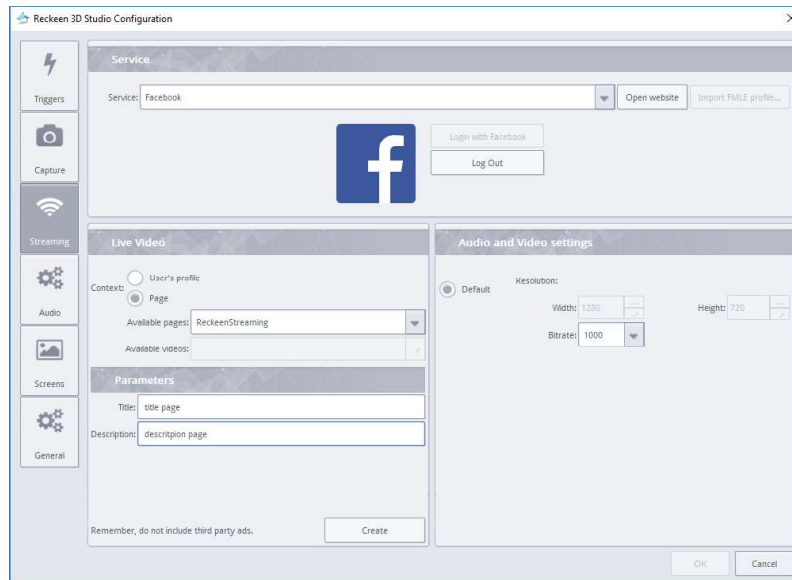 Reckeen 3D Studio Configuration
Triggers
Capture
Streaming
Audio
Screens
General
Service
Service: Facebook Open website Import FMLE profile...
Login with Facebook
Log Out
Live Video
Context: User's profile
Page
Available pages: ReckeenStreaming
Available videos:
Parameters
Title: title page
Description: descritpion page
Remember, do not include third party ads. Create
Audio and Video settings
Default Resolution:
Width: 1280 Height: 720
Bitrate: 1000
OK Cancel